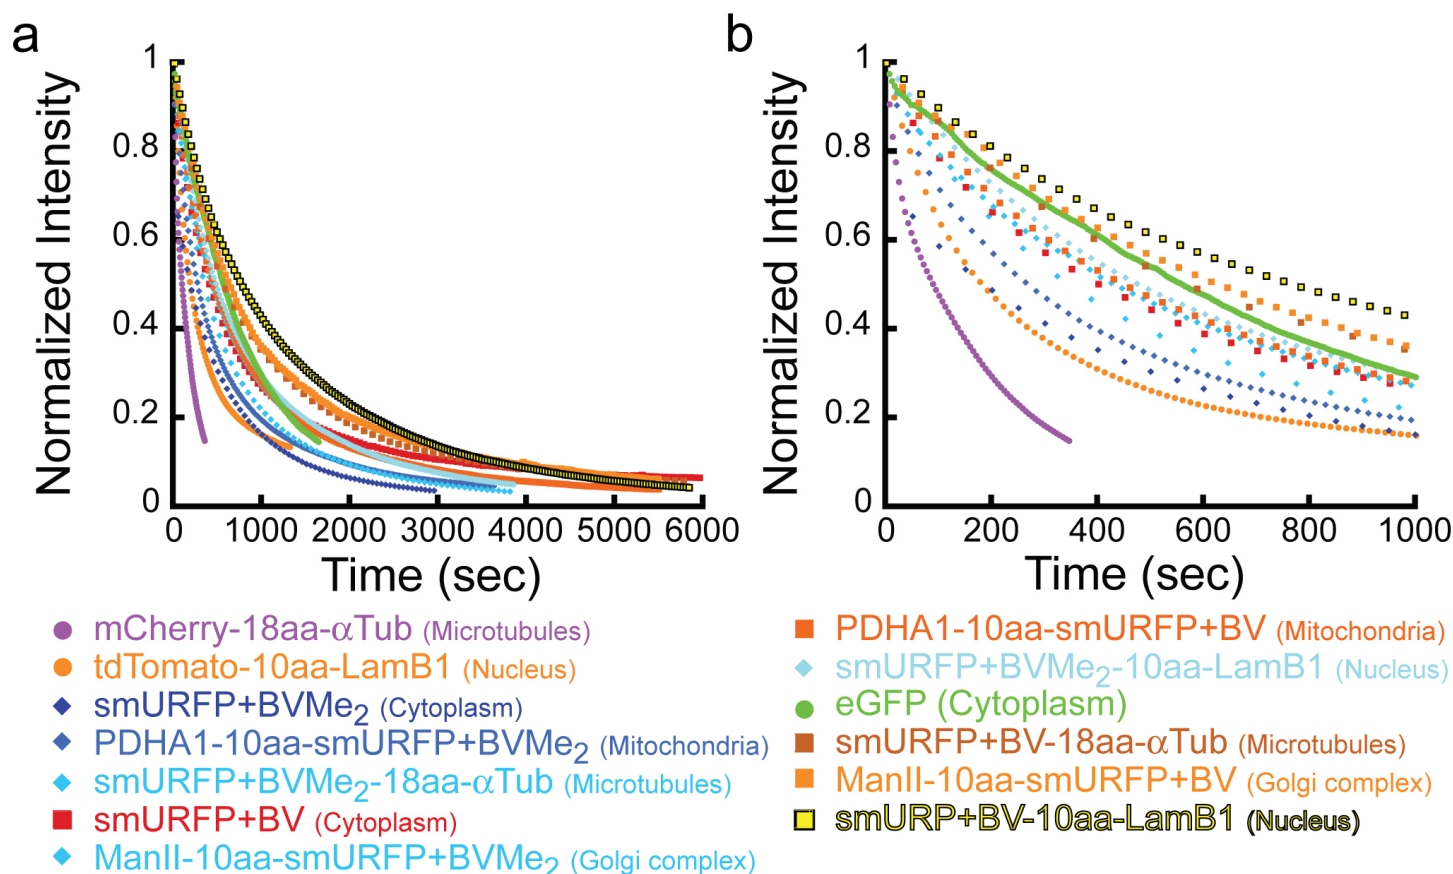 a
Normalized Intensity
1
0.8
0.6
0.4
0.2
0
0 1000 2000 3000 4000 5000 6000
Time (sec)
b
Normalized Intensity
1
0.8
0.6
0.4
0.2
0
0 200 400 600 800 1000
Time (sec)
mCherry-18aa-αTub (Microtubules)
tdTomato-10aa-LamB1 (Nucleus)
smURFP+BVMe₂ (Cytoplasm)
PDHA1-10aa-smURFP+BVMe₂ (Mitochondria)
smURFP+BVMe₂-18aa-αTub (Microtubules)
smURFP+BV (Cytoplasm)
ManII-10aa-smURFP+BVMe₂ (Golgi complex)
PDHA1-10aa-smURFP+BV (Mitochondria)
smURFP+BVMe₂-10aa-LamB1 (Nucleus)
eGFP (Cytoplasm)
smURFP+BV-18aa-αTub (Microtubules)
ManII-10aa-smURFP+BV (Golgi complex)
smURP+BV-10aa-LamB1 (Nucleus)